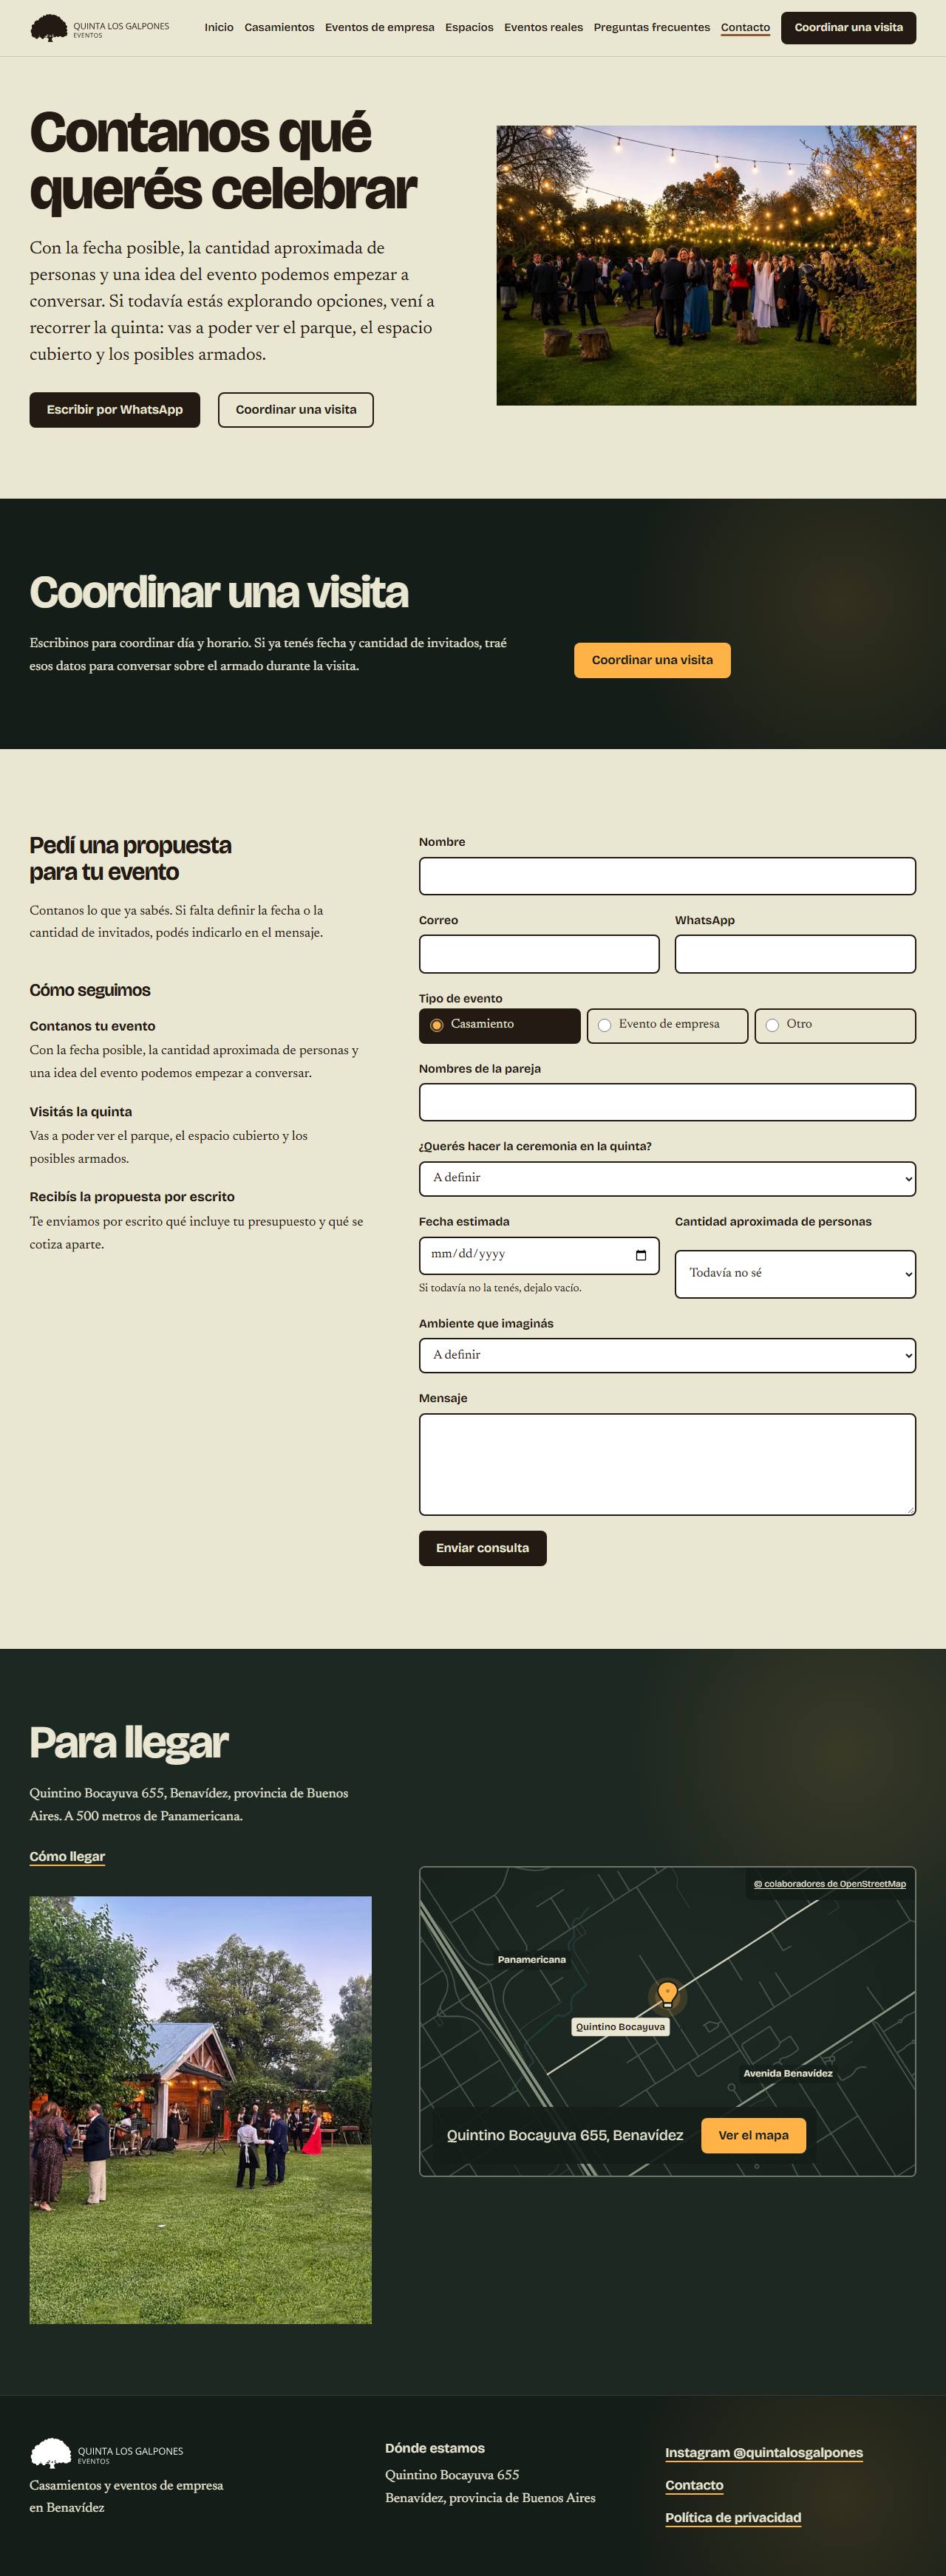 QUINTA LOS GALPONES
EVENTOS
Inicio
Casamientos
Eventos de empresa
Espacios
Eventos reales
Preguntas frecuentes
Contacto
Coordinar una visita
Contanos qué
querés celebrar
Con la fecha posible, la cantidad aproximada de
personas y una idea del evento podemos empezar a
conversar. Si todavía estás explorando opciones, vení a
recorrer la quinta: vas a poder ver el parque, el espacio
cubierto y los posibles armados.
Escribir por WhatsApp
Coordinar una visita
Coordinar una visita
Escribinos para coordinar día y horario. Si ya tenés fecha y cantidad de invitados, traé
esos datos para conversar sobre el armado durante la visita.
Coordinar una visita
Pedí una propuesta
para tu evento
Contanos lo que ya sabés. Si falta definir la fecha o la
cantidad de invitados, podés indicarlo en el mensaje.
Cómo seguimos
Contanos tu evento
Con la fecha posible, la cantidad aproximada de personas y
una idea del evento podemos empezar a conversar.
Visitás la quinta
Vas a poder ver el parque, el espacio cubierto y los
posibles armados.
Recibís la propuesta por escrito
Te enviamos por escrito qué incluye tu presupuesto y qué se
cotiza aparte.
Nombre
Correo
WhatsApp
Tipo de evento
Casamiento
Evento de empresa
Otro
Nombres de la pareja
¿Querés hacer la ceremonia en la quinta?
A definir
Fecha estimada
mm/dd/yyyy
Si todavía no la tenés, dejalo vacío.
Cantidad aproximada de personas
Todavía no sé
Ambiente que imaginás
A definir
Mensaje
Enviar consulta
Para llegar
Quintino Bocayuva 655, Benavídez, provincia de Buenos
Aires. A 500 metros de Panamericana.
Cómo llegar
© colaboradores de OpenStreetMap
Panamericana
Quintino Bocayuva
Avenida Benavídez
Quintino Bocayuva 655, Benavídez
Ver el mapa
QUINTA LOS GALPONES
EVENTOS
Casamientos y eventos de empresa
en Benavídez
Dónde estamos
Quintino Bocayuva 655
Benavídez, provincia de Buenos Aires
Instagram @quintalosgalpones
Contacto
Política de privacidad